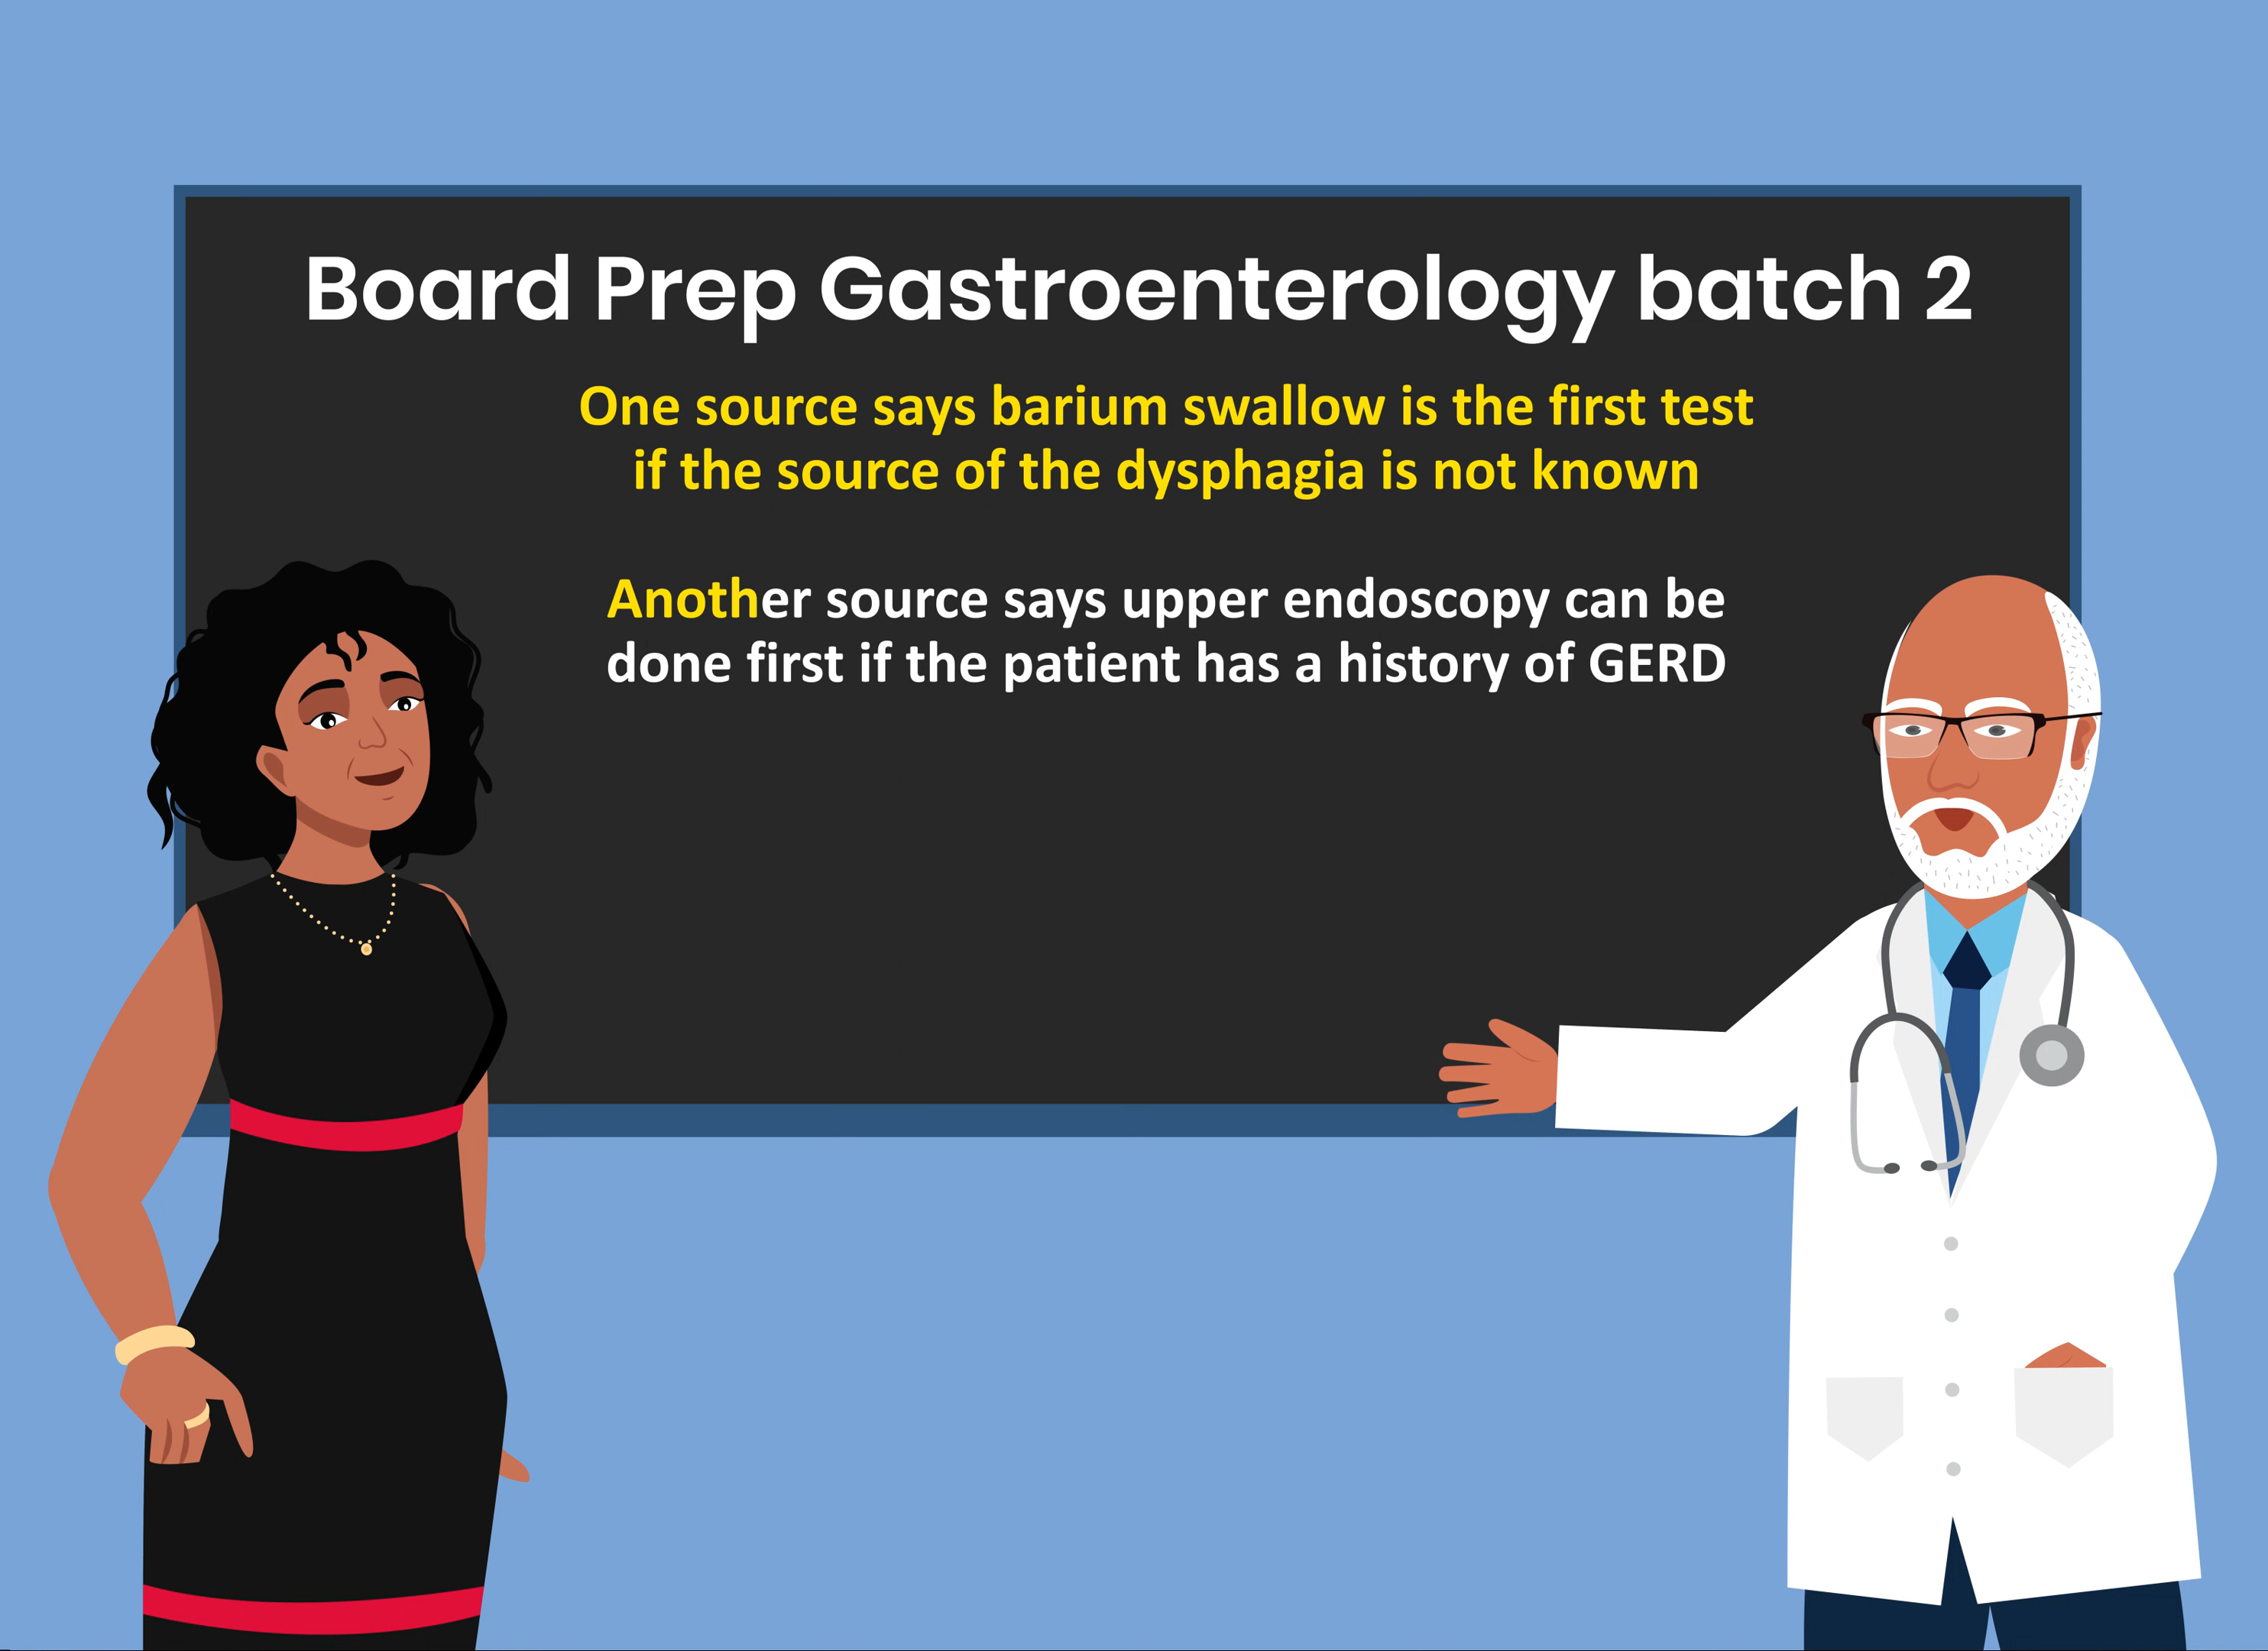 Board Prep Gastroenterology batch 2
One source says barium swallow is the first test
if the source of the dysphagia is not known
Another source says upper endoscopy can be
done first if the patient has a history of GERD